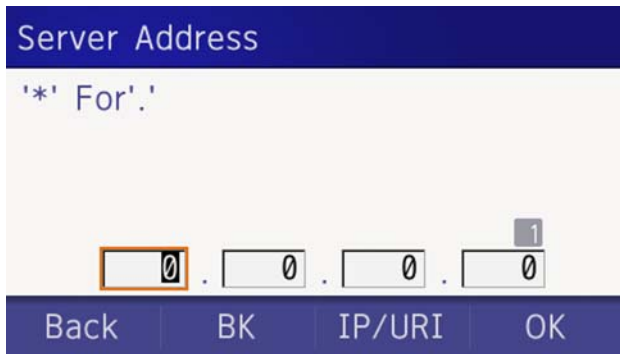 Server Address
'*' For'.'
1
0 . 0 . 0 . 0
Back BK IP/URI OK